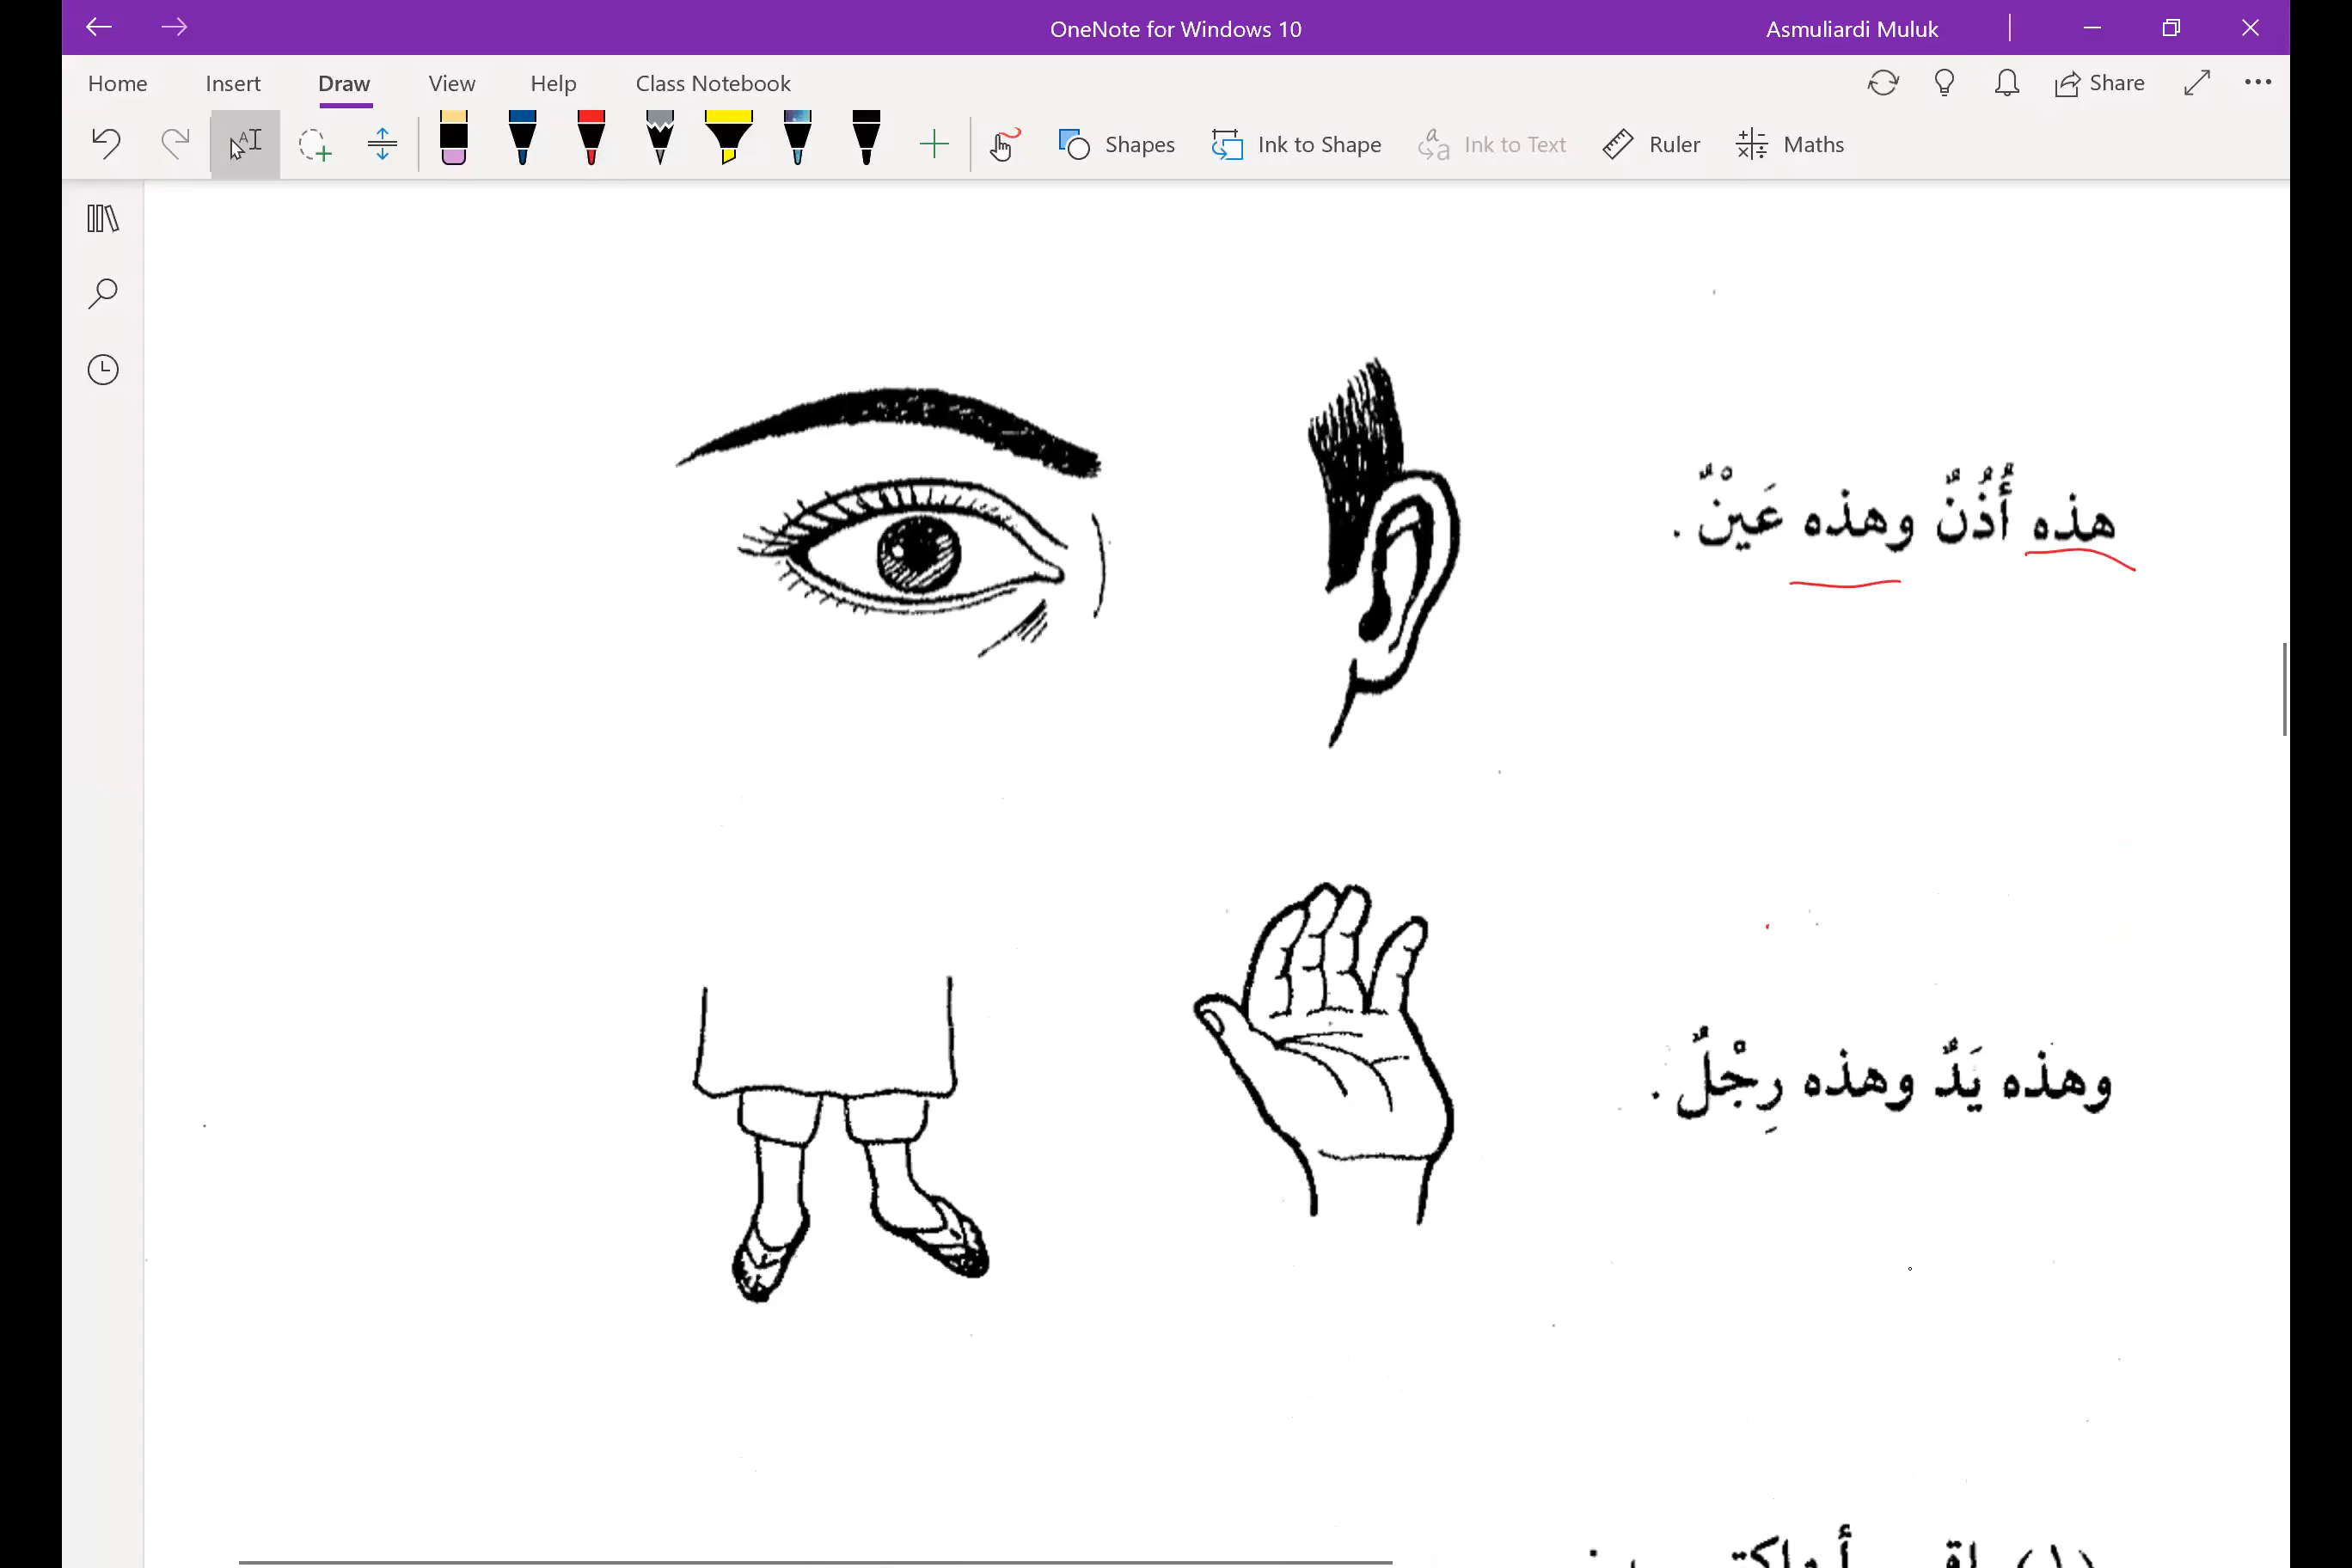 OneNote for Windows 10
Asmuliardi Muluk
Home Insert Draw View Help Class Notebook
Share
Shapes Ink to Shape Ink to Text Ruler Maths
هذه أُذُنٌ وهذه عَيْنٌ .
وهذه يَدٌ وهذه رِجْلٌ .